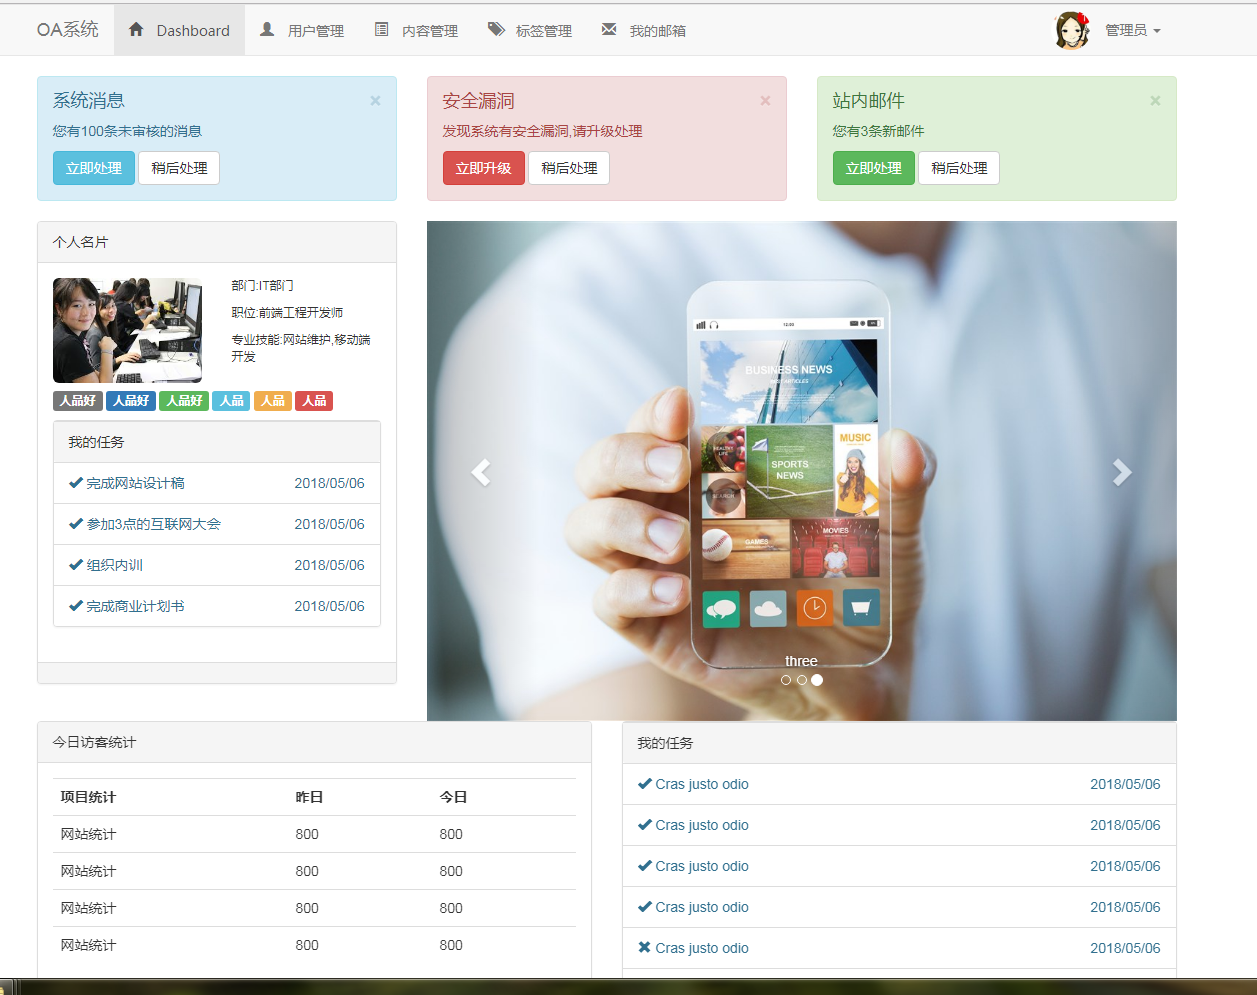 OA系统 Dashboard 用户管理 内容管理 标签管理 我的邮箱 管理员
系统消息 ×
您有100条未审核的消息
立即处理 稍后处理
安全漏洞 ×
发现系统有安全漏洞,请升级处理
立即升级 稍后处理
站内邮件 ×
您有3条新邮件
立即处理 稍后处理
个人名片
部门:IT部门
职位:前端工程开发师
专业技能:网站维护,移动端
开发
人品好 人品好 人品好 人品 人品 人品
我的任务
完成网站设计稿 2018/05/06
参加3点的互联网大会 2018/05/06
组织内训 2018/05/06
完成商业计划书 2018/05/06
12:00
BUSINESS NEWS
HEALTHY
LIFE
SPORTS
NEWS
MUSIC
SEARCH
GAMES
MOVIES
three
今日访客统计
项目统计 昨日 今日
网站统计 800 800
网站统计 800 800
网站统计 800 800
网站统计 800 800
我的任务
Cras justo odio 2018/05/06
Cras justo odio 2018/05/06
Cras justo odio 2018/05/06
Cras justo odio 2018/05/06
Cras justo odio 2018/05/06